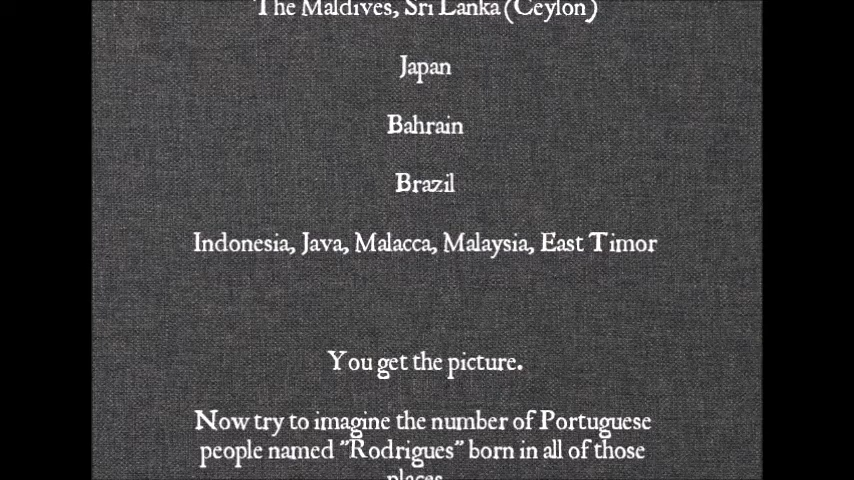 The Maldives, Sri Lanka (Ceylon)
Japan
Bahrain
Brazil
Indonesia, Java, Malacca, Malaysia, East Timor
You get the picture.
Now try to imagine the number of Portuguese
people named "Rodrigues" born in all of those
places